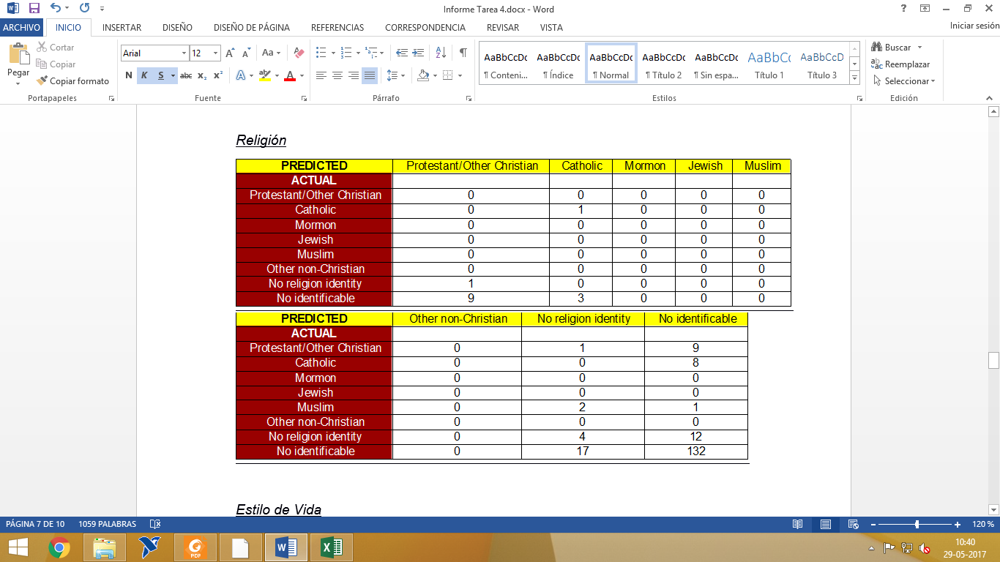 Informe Tarea 4.docx - Word
ARCHIVO INICIO INSERTAR DISEÑO DISEÑO DE PÁGINA REFERENCIAS CORRESPONDENCIA REVISAR VISTA Iniciar sesión
Pegar
Cortar
Copiar
Copiar formato
Portapapeles
Arial 12
N K S abc x₂ x²
Fuente
Párrafo
AaBbCcDc AaBbCcDc AaBbCcDc AaBbCcDc AaBbCcDc AaBbC AaBbCcD
¶ Conteni... ¶ Índice ¶ Normal ¶ Título 2 ¶ Sin espa... Título 1 Título 3
Estilos
Buscar
Reemplazar
Seleccionar
Edición
Religión
PREDICTED Protestant/Other Christian Catholic Mormon Jewish Muslim
ACTUAL
Protestant/Other Christian 0 0 0 0 0
Catholic 0 1 0 0 0
Mormon 0 0 0 0 0
Jewish 0 0 0 0 0
Muslim 0 0 0 0 0
Other non-Christian 0 0 0 0 0
No religion identity 1 0 0 0 0
No identificable 9 3 0 0 0
PREDICTED Other non-Christian No religion identity No identificable
ACTUAL
Protestant/Other Christian 0 1 9
Catholic 0 0 8
Mormon 0 0 0
Jewish 0 0 0
Muslim 0 2 1
Other non-Christian 0 0 0
No religion identity 0 4 12
No identificable 0 17 132
Estilo de Vida
PÁGINA 7 DE 10 1059 PALABRAS 120 %
PDF
10:40
29-05-2017